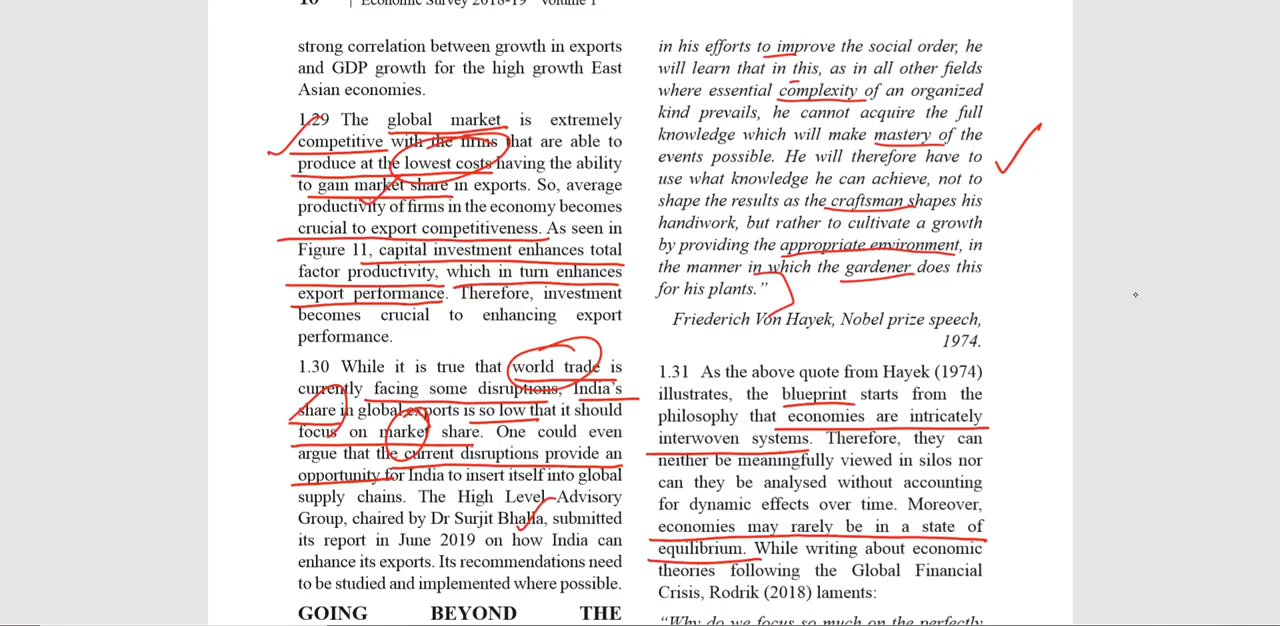 Economic Survey 2018-19 Volume 1
strong correlation between growth in exports
and GDP growth for the high growth East
Asian economies.
1.29 The global market is extremely
competitive with the firms that are able to
produce at the lowest costs having the ability
to gain market share in exports. So, average
productivity of firms in the economy becomes
crucial to export competitiveness. As seen in
Figure 11, capital investment enhances total
factor productivity, which in turn enhances
export performance. Therefore, investment
becomes crucial to enhancing export
performance.
1.30 While it is true that world trade is
currently facing some disruptions, India's
share in global exports is so low that it should
focus on market share. One could even
argue that the current disruptions provide an
opportunity for India to insert itself into global
supply chains. The High Level Advisory
Group, chaired by Dr Surjit Bhalla, submitted
its report in June 2019 on how India can
enhance its exports. Its recommendations need
to be studied and implemented where possible.
GOING BEYOND THE
in his efforts to improve the social order, he
will learn that in this, as in all other fields
where essential complexity of an organized
kind prevails, he cannot acquire the full
knowledge which will make mastery of the
events possible. He will therefore have to
use what knowledge he can achieve, not to
shape the results as the craftsman shapes his
handiwork, but rather to cultivate a growth
by providing the appropriate environment, in
the manner in which the gardener does this
for his plants."
Friederich Von Hayek, Nobel prize speech,
1974.
1.31 As the above quote from Hayek (1974)
illustrates, the blueprint starts from the
philosophy that economies are intricately
interwoven systems. Therefore, they can
neither be meaningfully viewed in silos nor
can they be analysed without accounting
for dynamic effects over time. Moreover,
economies may rarely be in a state of
equilibrium. While writing about economic
theories following the Global Financial
Crisis, Rodrik (2018) laments:
"Why do we focus so much on the perfectly